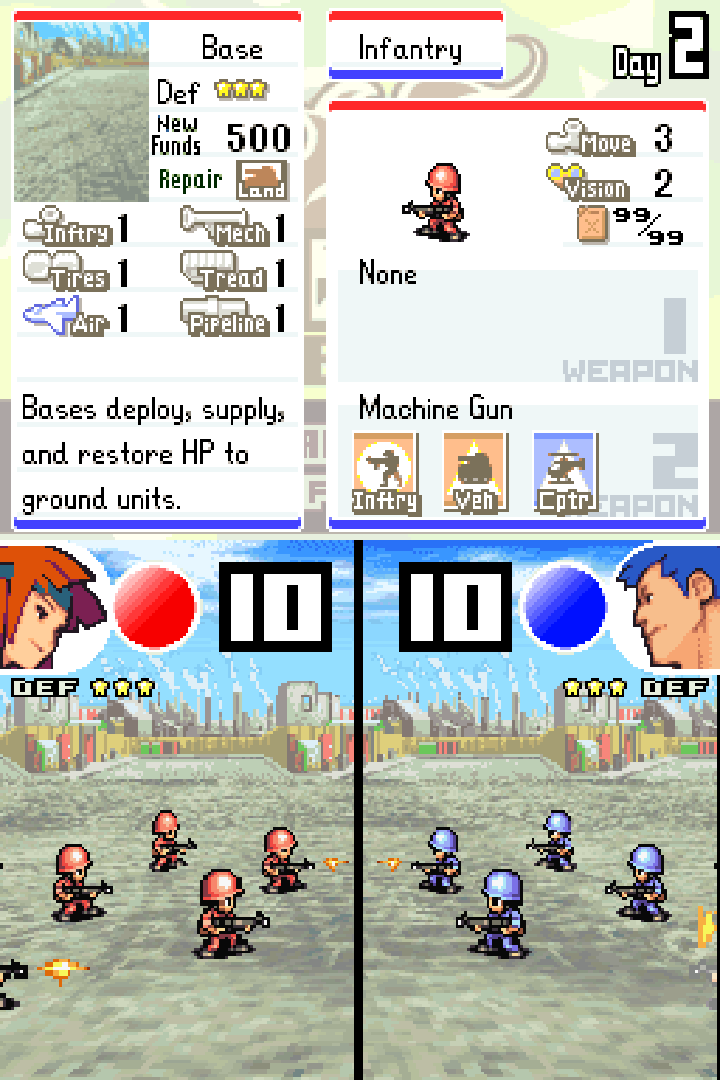 Base
Def
New Funds 500
Repair Land
Inftry 1 Mech 1
Tires 1 Tread 1
Air 1 Pipeline 1
Bases deploy, supply,
and restore HP to
ground units.
Infantry
Day 2
Move 3
Vision 2
99/99
None
1
WEAPON
Machine Gun
2
WEAPON
Inftry Veh Cptr
10 10
DEF DEF